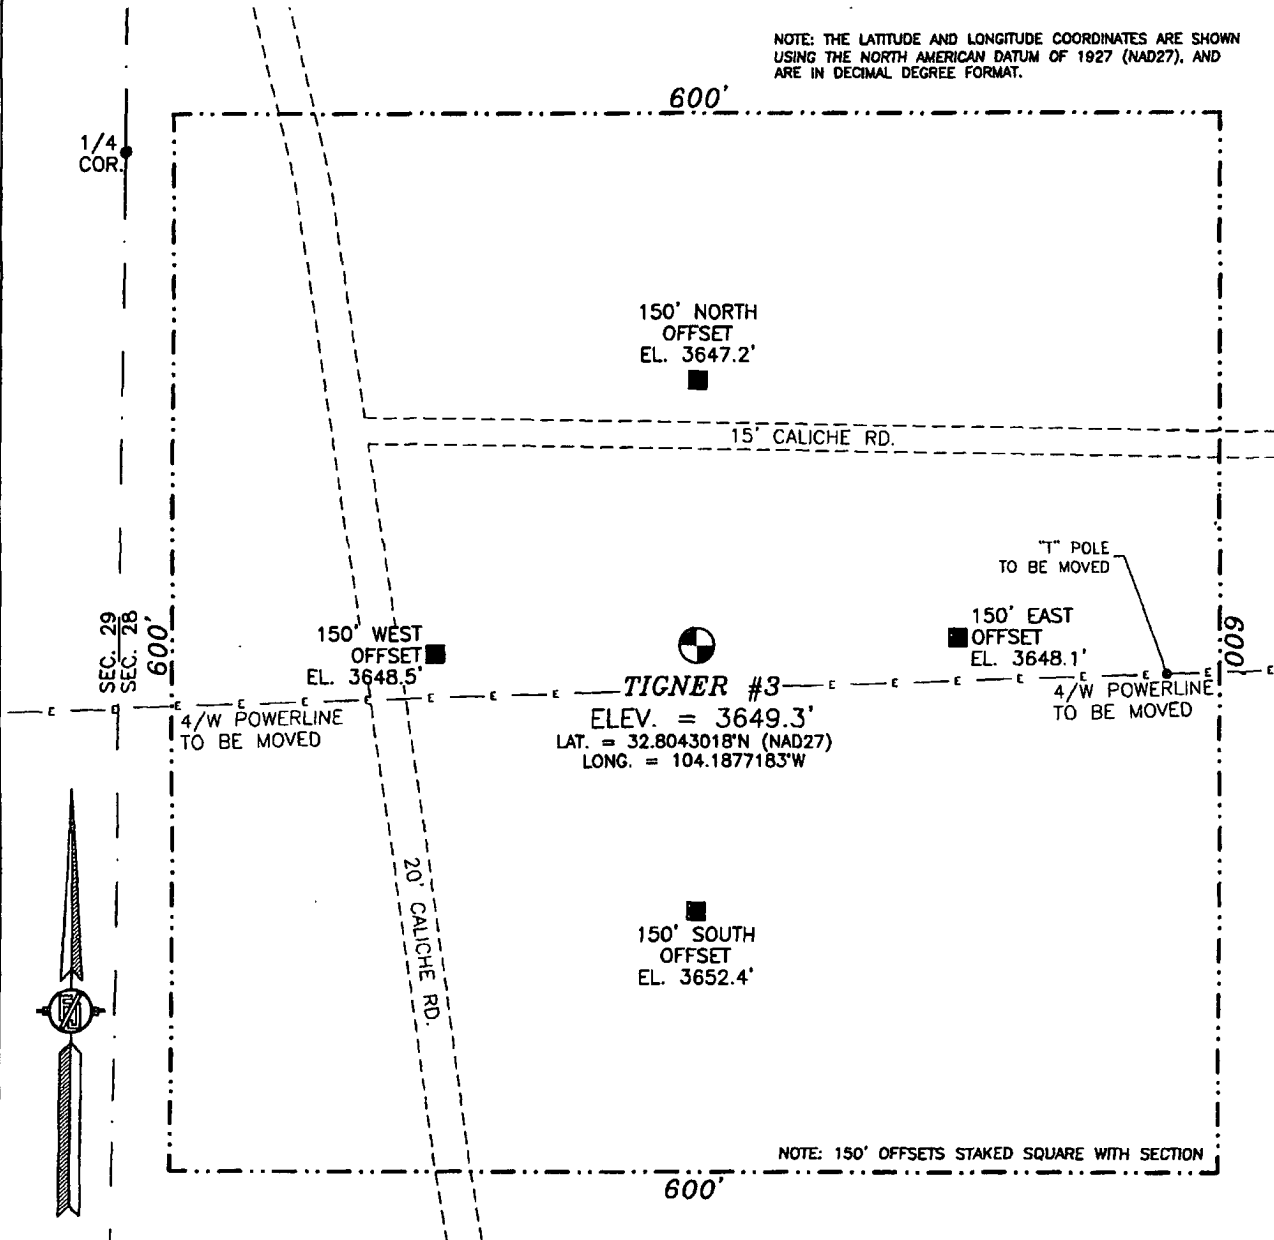 NOTE: THE LATITUDE AND LONGITUDE COORDINATES ARE SHOWN
USING THE NORTH AMERICAN DATUM OF 1927 (NAD27), AND
ARE IN DECIMAL DEGREE FORMAT.
600'
1/4
COR.
150' NORTH
OFFSET
EL. 3647.2'
15' CALICHE RD.
"T" POLE
TO BE MOVED
SEC. 29
SEC. 28
600'
150' WEST
OFFSET
EL. 3648.5'
150' EAST
OFFSET
EL. 3648.1'
600'
E E E E E E E E E E E E E E
TIGNER #3
4/W POWERLINE
TO BE MOVED
4/W POWERLINE
TO BE MOVED
ELEV. = 3649.3'
LAT. = 32.8043018°N (NAD27)
LONG. = 104.1877183°W
20' CALICHE RD.
150' SOUTH
OFFSET
EL. 3652.4'
NOTE: 150' OFFSETS STAKED SQUARE WITH SECTION
600'